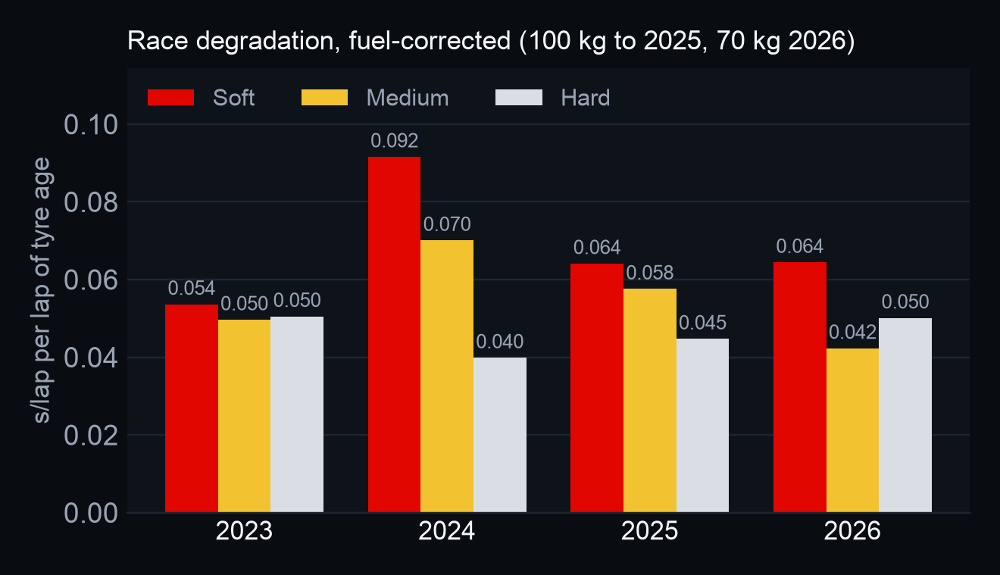 Race degradation, fuel-corrected (100 kg to 2025, 70 kg 2026)
Soft Medium Hard
s/lap per lap of tyre age
0.10
0.08
0.06
0.04
0.02
0.00
0.054 0.050 0.050
0.092 0.070 0.040
0.064 0.058 0.045
0.064 0.042 0.050
2023 2024 2025 2026